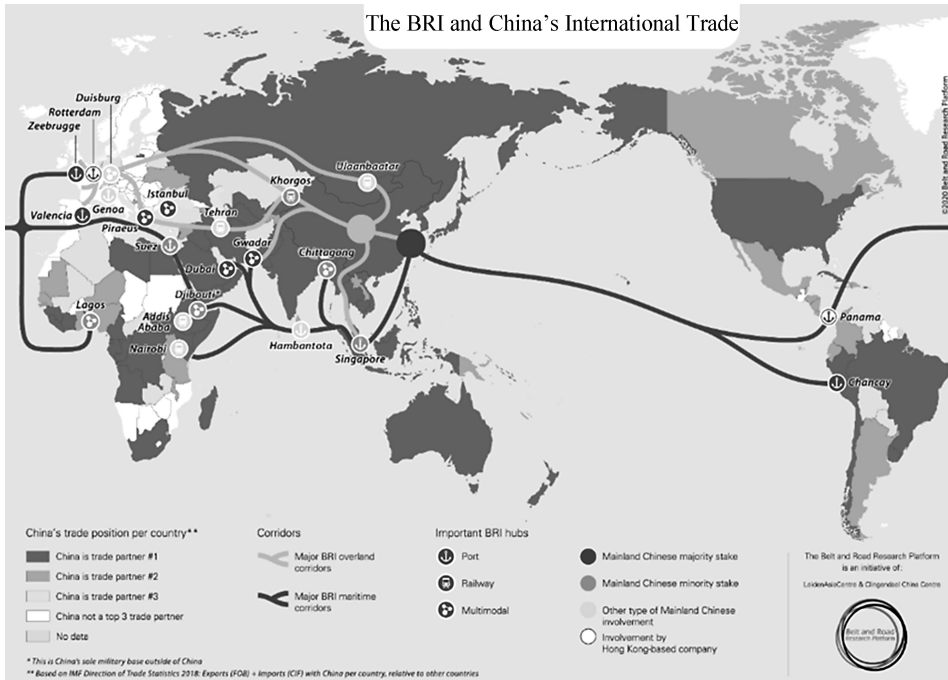 The BRI and China's International Trade
Duisburg
Rotterdam
Zeebrugge
Ulaanbaatar
Khorgos
Istanbul
Valencia
Genoa
Tehran
Piraeus
Suez
Gwadar
Chittagong
Dubai
Djibouti*
Lagos
Addis
Ababa
Nairobi
Hambantota
Singapore
Panama
Chancay
©2020 Belt and Road Research Platform
China's trade position per country**
China is trade partner #1
China is trade partner #2
China is trade partner #3
China not a top 3 trade partner
No data
Corridors
Major BRI overland
corridors
Major BRI maritime
corridors
Important BRI hubs
Port
Railway
Multimodal
Mainland Chinese majority stake
Mainland Chinese minority stake
Other type of Mainland Chinese
involvement
Involvement by
Hong Kong-based company
The Belt and Road Research Platform
is an initiative of:
LeidenAsiaCentre & Clingendael China Centre
Belt and Road
Research Platform
* This is China's sole military base outside of China
** Based on IMF Direction of Trade Statistics 2018: Exports (FOB) + Imports (CIF) with China per country, relative to other countries